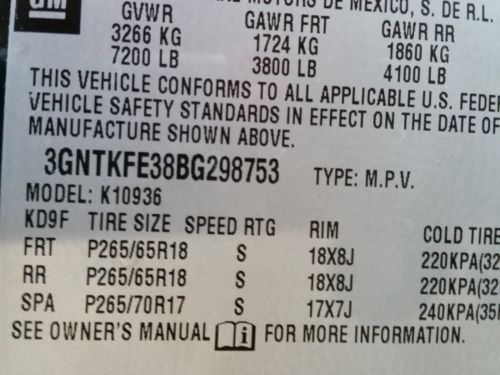 GM MOTORS DE MEXICO, S. DE R.L.
GVWR GAWR FRT GAWR RR
3266 KG 1724 KG 1860 KG
7200 LB 3800 LB 4100 LB
THIS VEHICLE CONFORMS TO ALL APPLICABLE U.S. FEDER
VEHICLE SAFETY STANDARDS IN EFFECT ON THE DATE OF
MANUFACTURE SHOWN ABOVE.
3GNTKFE38BG298753 TYPE: M.P.V.
MODEL: K10936
KD9F TIRE SIZE SPEED RTG RIM COLD TIRE
FRT P265/65R18 S 18X8J 220KPA(32
RR P265/65R18 S 18X8J 220KPA(32
SPA P265/70R17 S 17X7J 240KPA(35
SEE OWNER'S MANUAL i FOR MORE INFORMATION.